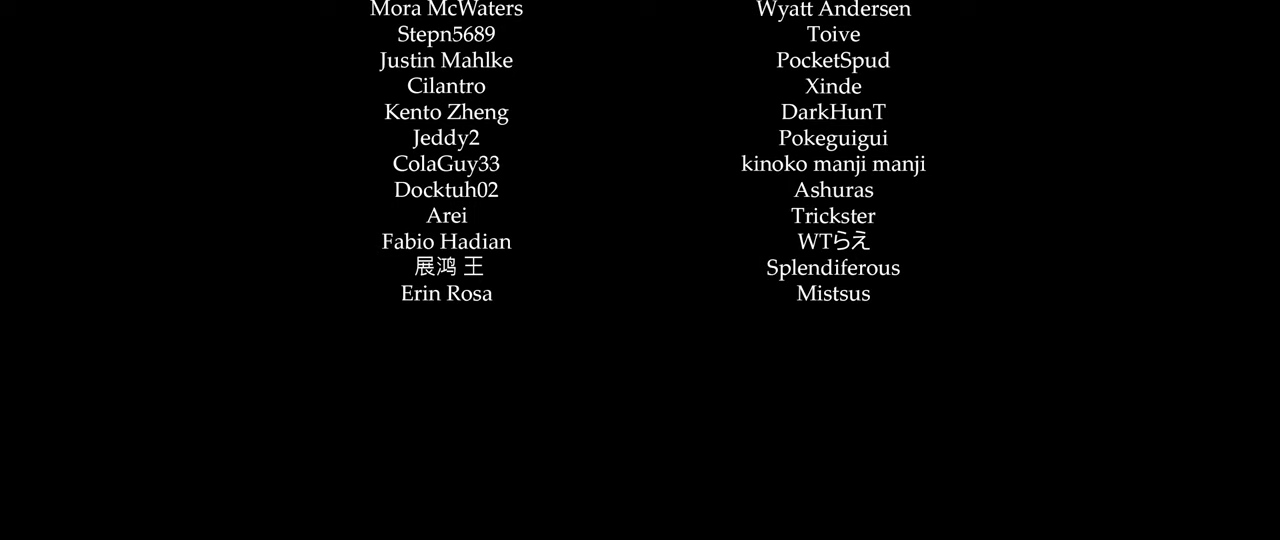 Mora McWaters Wyatt Andersen
Stepn5689 Toive
Justin Mahlke PocketSpud
Cilantro Xinde
Kento Zheng DarkHunT
Jeddy2 Pokeguigui
ColaGuy33 kinoko manji manji
Docktuh02 Ashuras
Arei Trickster
Fabio Hadian WTらえ
展鸿 王 Splendiferous
Erin Rosa Mistsus